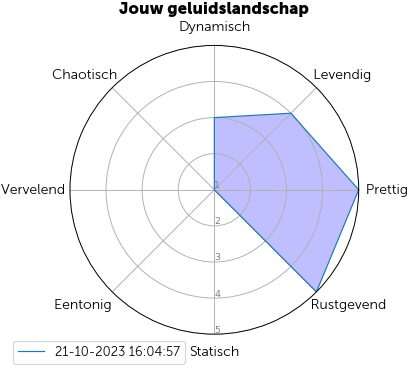 Jouw geluidslandschap
Dynamisch
Chaotisch
Levendig
Vervelend
1
Prettig
2
3
4
Eentonig
Rustgevend
5
21-10-2023 16:04:57
Statisch